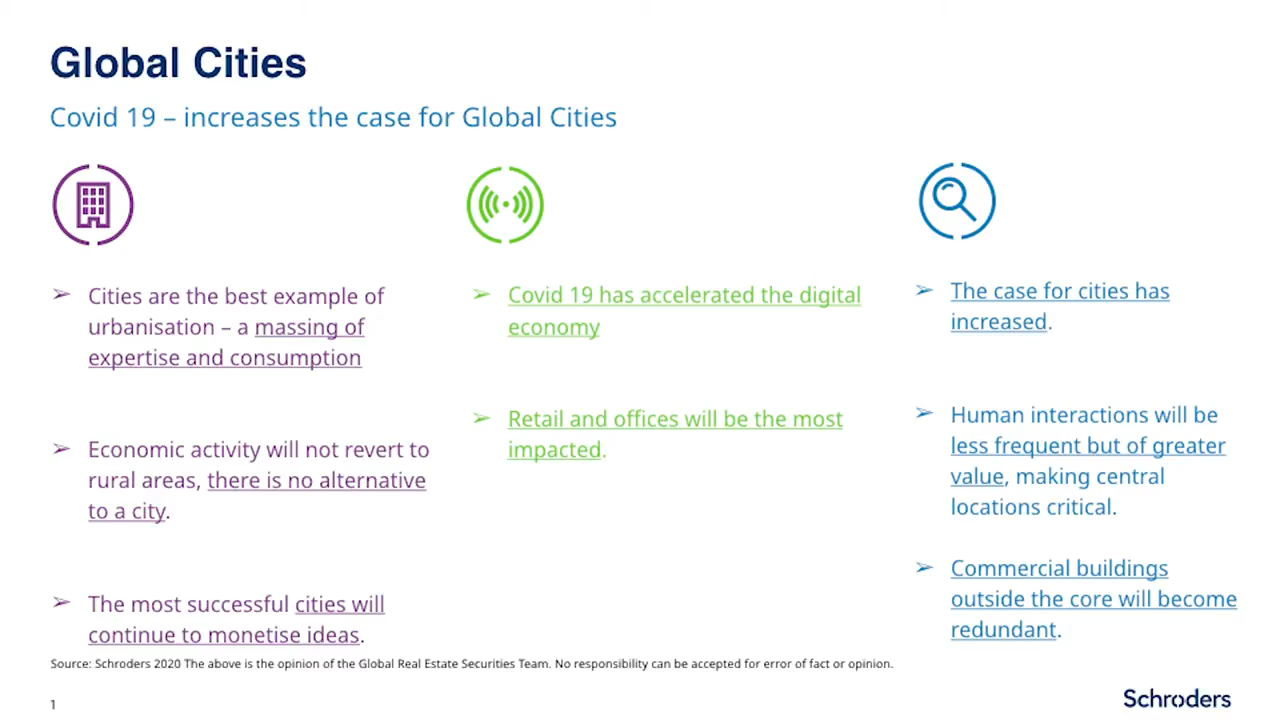 Global Cities
Covid 19 – increases the case for Global Cities
➢ Cities are the best example of
urbanisation – a massing of
expertise and consumption
➢ Economic activity will not revert to
rural areas, there is no alternative
to a city.
➢ The most successful cities will
continue to monetise ideas.
➢ Covid 19 has accelerated the digital
economy
➢ Retail and offices will be the most
impacted.
➢ The case for cities has
increased.
➢ Human interactions will be
less frequent but of greater
value, making central
locations critical.
➢ Commercial buildings
outside the core will become
redundant.
Source: Schroders 2020 The above is the opinion of the Global Real Estate Securities Team. No responsibility can be accepted for error of fact or opinion.
1
Schroders